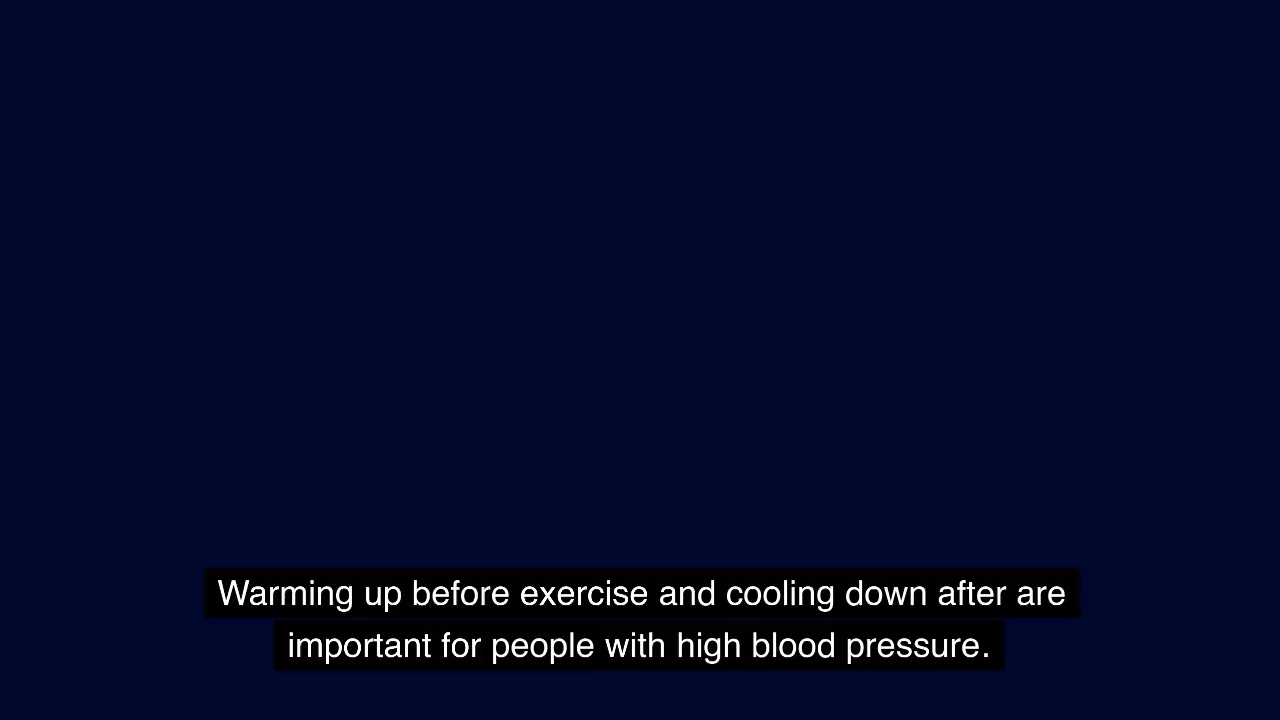 Warming up before exercise and cooling down after are
important for people with high blood pressure.